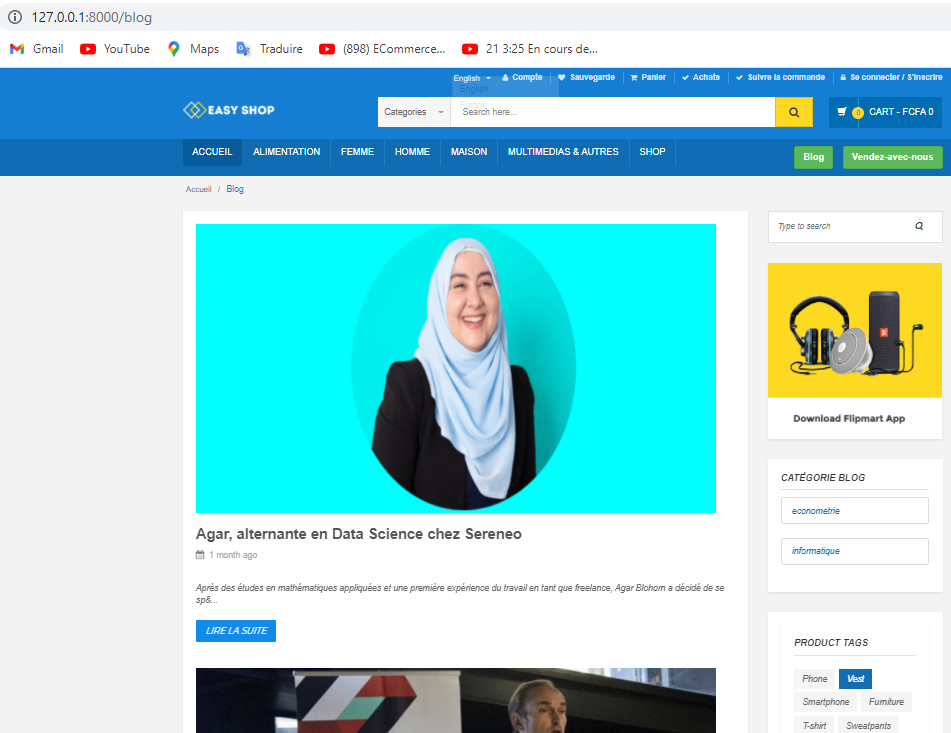 127.0.0.1:8000/blog
Gmail YouTube Maps Traduire (898) ECommerce... 21 3:25 En cours de...
English Compte Sauvegarde Panier Achats Suivre la commande Se connecter / S'inscrire
English
French
EASY SHOP Categories Search here... 0 CART - FCFA 0
ACCUEIL ALIMENTATION FEMME HOMME MAISON MULTIMEDIAS & AUTRES SHOP Blog Vendez-avec-nous
Accueil / Blog
Type to search
JBL
Download Flipmart App
Agar, alternante en Data Science chez Sereneo
1 month ago
Après des études en mathématiques appliquées et une première expérience du travail en tant que freelance, Agar Blohorn a décidé de se
sp&...
LIRE LA SUITE
CATÉGORIE BLOG
econometrie
informatique
PRODUCT TAGS
Phone Vest
Smartphone Furniture
T-shirt Sweatpants